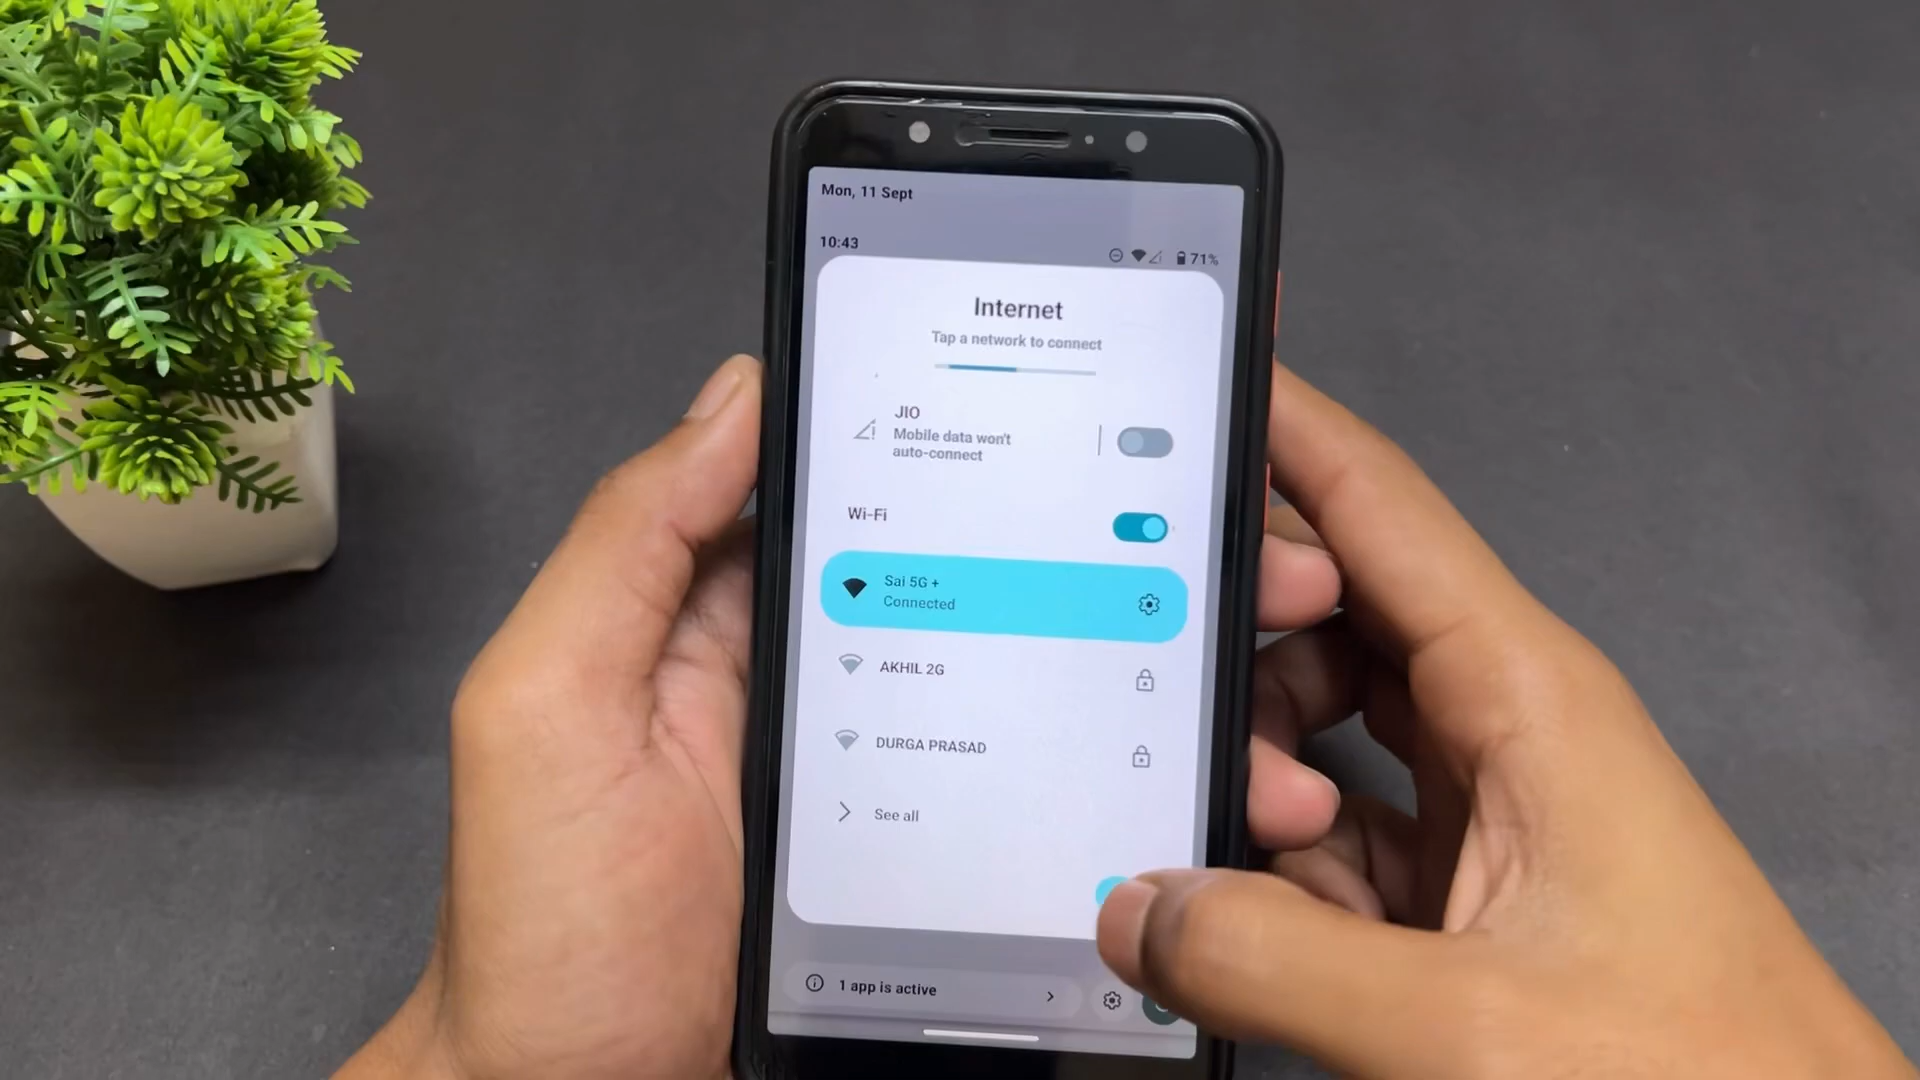 Mon, 11 Sept
10:43
71%
Internet
Tap a network to connect
JIO
Mobile data won't
auto-connect
Wi-Fi
Sai 5G +
Connected
AKHIL 2G
DURGA PRASAD
See all
1 app is active